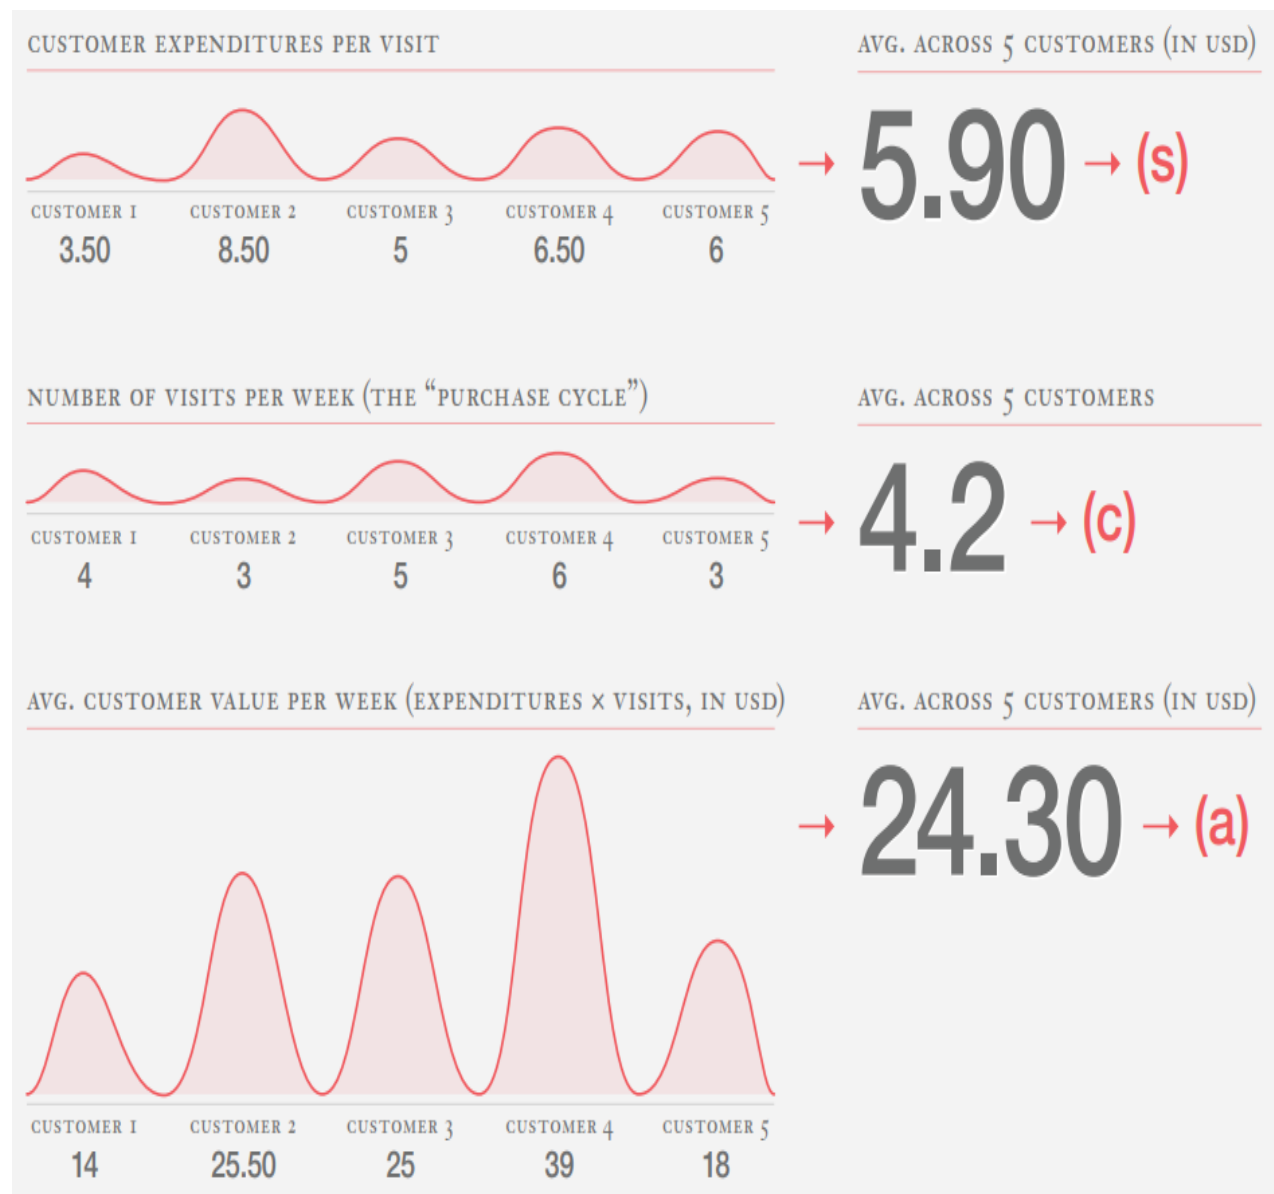 CUSTOMER EXPENDITURES PER VISIT
AVG. ACROSS 5 CUSTOMERS (IN USD)
5.90 → (s)
CUSTOMER 1 CUSTOMER 2 CUSTOMER 3 CUSTOMER 4 CUSTOMER 5
3.50 8.50 5 6.50 6
NUMBER OF VISITS PER WEEK (THE “PURCHASE CYCLE”)
AVG. ACROSS 5 CUSTOMERS
4.2 → (c)
CUSTOMER 1 CUSTOMER 2 CUSTOMER 3 CUSTOMER 4 CUSTOMER 5
4 3 5 6 3
AVG. CUSTOMER VALUE PER WEEK (EXPENDITURES × VISITS, IN USD)
AVG. ACROSS 5 CUSTOMERS (IN USD)
24.30 → (a)
CUSTOMER 1 CUSTOMER 2 CUSTOMER 3 CUSTOMER 4 CUSTOMER 5
14 25.50 25 39 18